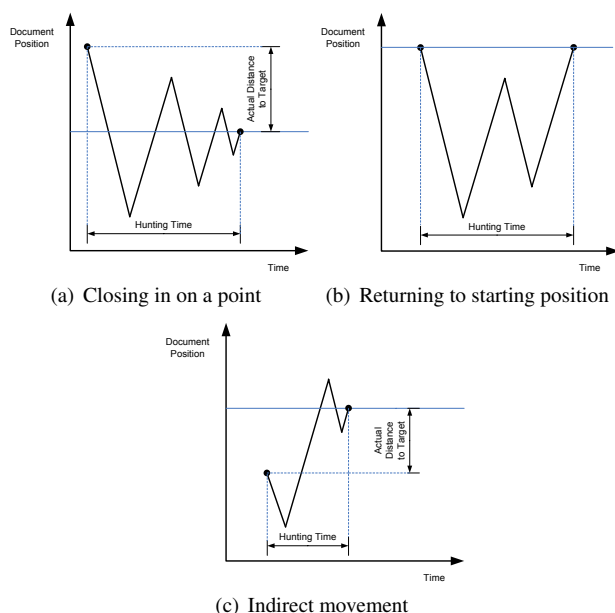 Document
Position
Actual Distance
to Target
Hunting Time
Time
(a) Closing in on a point
Document
Position
Hunting Time
Time
(b) Returning to starting position
Document
Position
Actual
Distance
to Target
Hunting Time
Time
(c) Indirect movement